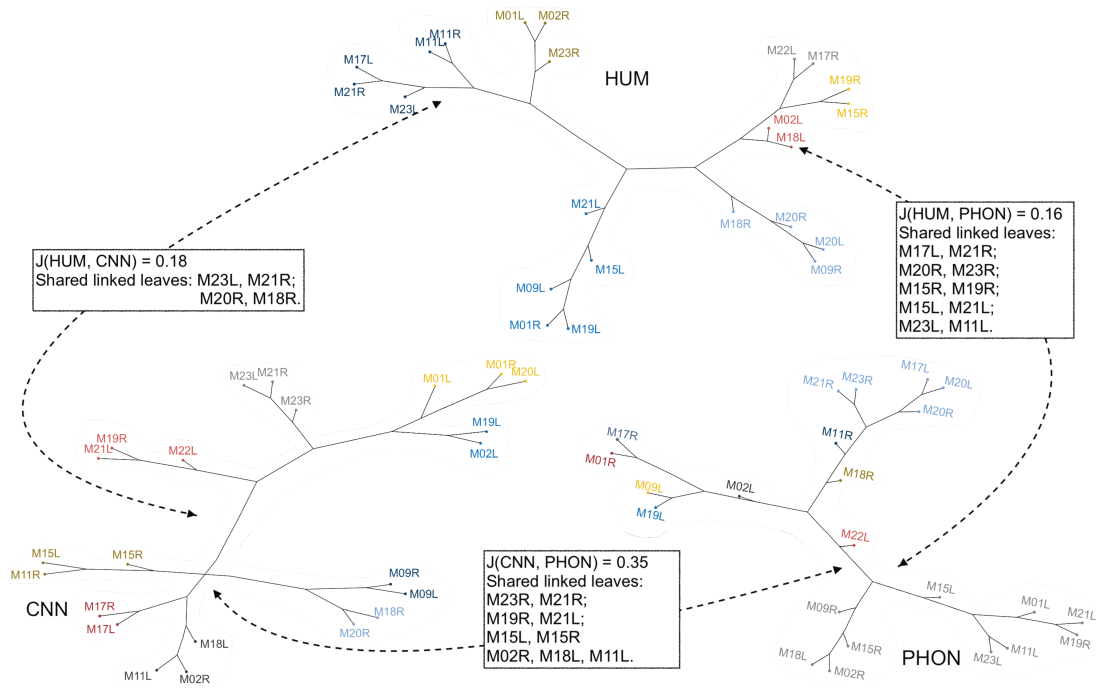 M01L
M02R
M11R
M11L
M23R
M17L
M21R
M23L
HUM
M22L
M17R
M19R
M15R
M02L
M18L
M21L
M18R
M20R
M20L
M09R
M15L
M09L
M01R
M19L
J(HUM, CNN) = 0.18
Shared linked leaves: M23L, M21R;
M20R, M18R.
J(HUM, PHON) = 0.16
Shared linked leaves:
M17L, M21R;
M20R, M23R;
M15R, M19R;
M15L, M21L;
M23L, M11L.
M23L
M21R
M23R
M01L
M01R
M20L
M19L
M02L
M19R
M21L
M22L
M15L
M11R
M15R
CNN
M17R
M17L
M18L
M11L
M02R
M09R
M09L
M18R
M20R
J(CNN, PHON) = 0.35
Shared linked leaves:
M23R, M21R;
M19R, M21L;
M15L, M15R
M02R, M18L, M11L.
M17L
M20L
M23R
M21R
M20R
M11R
M18R
M17R
M01R
M09L
M19L
M02L
M22L
M15L
M01L
M21L
M19R
M11L
M23L
M09R
M15R
M18L
M02R
PHON